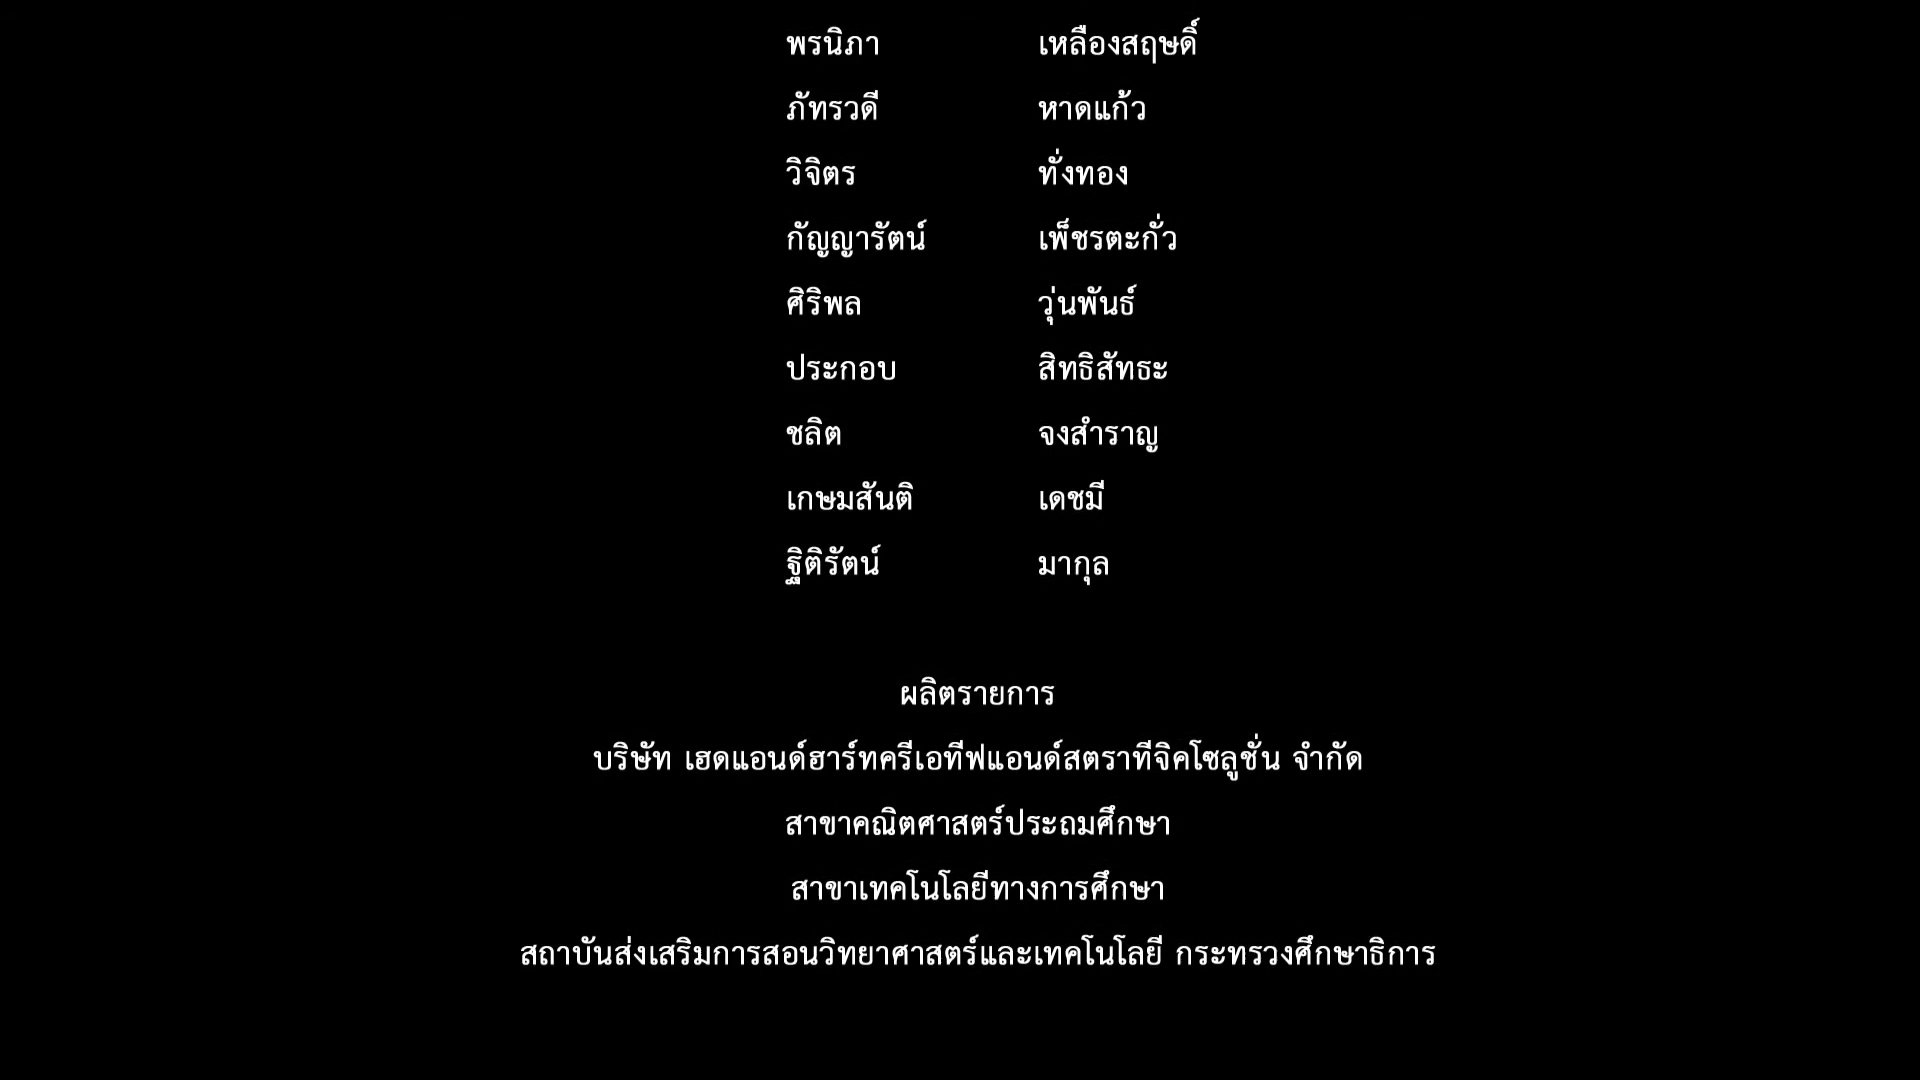 พรนิภา เหลืองสฤษดิ์
ภัทรวดี หาดแก้ว
วิจิตร ทั่งทอง
กัญญารัตน์ เพ็ชรตะกั่ว
ศิริพล วุ่นพันธ์
ประกอบ สิทธิสัทธะ
ชลิต จงสำราญ
เกษมสันติ เดชมี
ฐิติรัตน์ มากุล
ผลิตรายการ
บริษัท เฮดแอนด์ฮาร์ทครีเอทีฟแอนด์สตราทีจิคโซลูชั่น จำกัด
สาขาคณิตศาสตร์ประถมศึกษา
สาขาเทคโนโลยีทางการศึกษา
สถาบันส่งเสริมการสอนวิทยาศาสตร์และเทคโนโลยี กระทรวงศึกษาธิการ